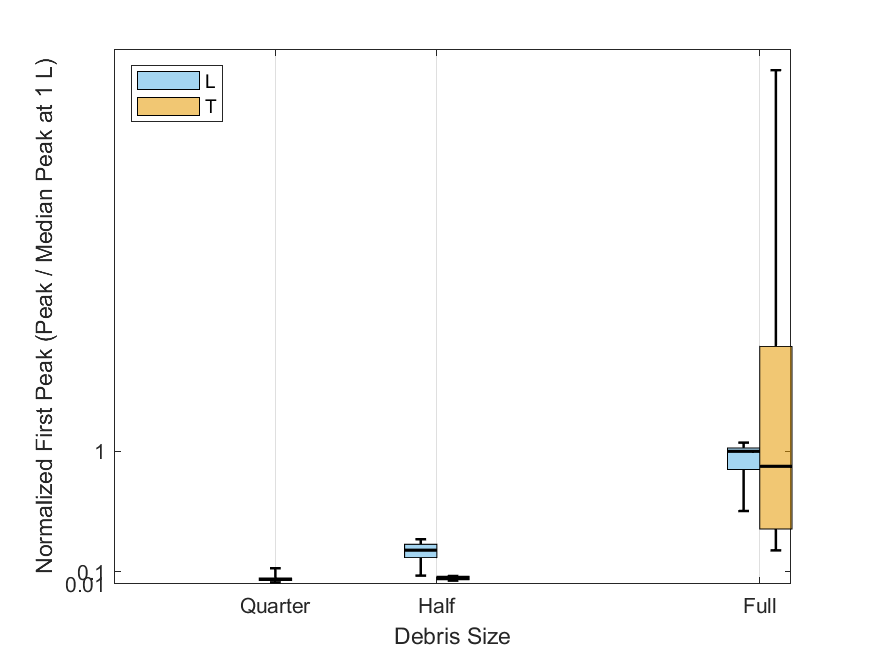 Normalized First Peak (Peak / Median Peak at 1 L)
L
T
1
0.1
0.01
Quarter
Half
Full
Debris Size